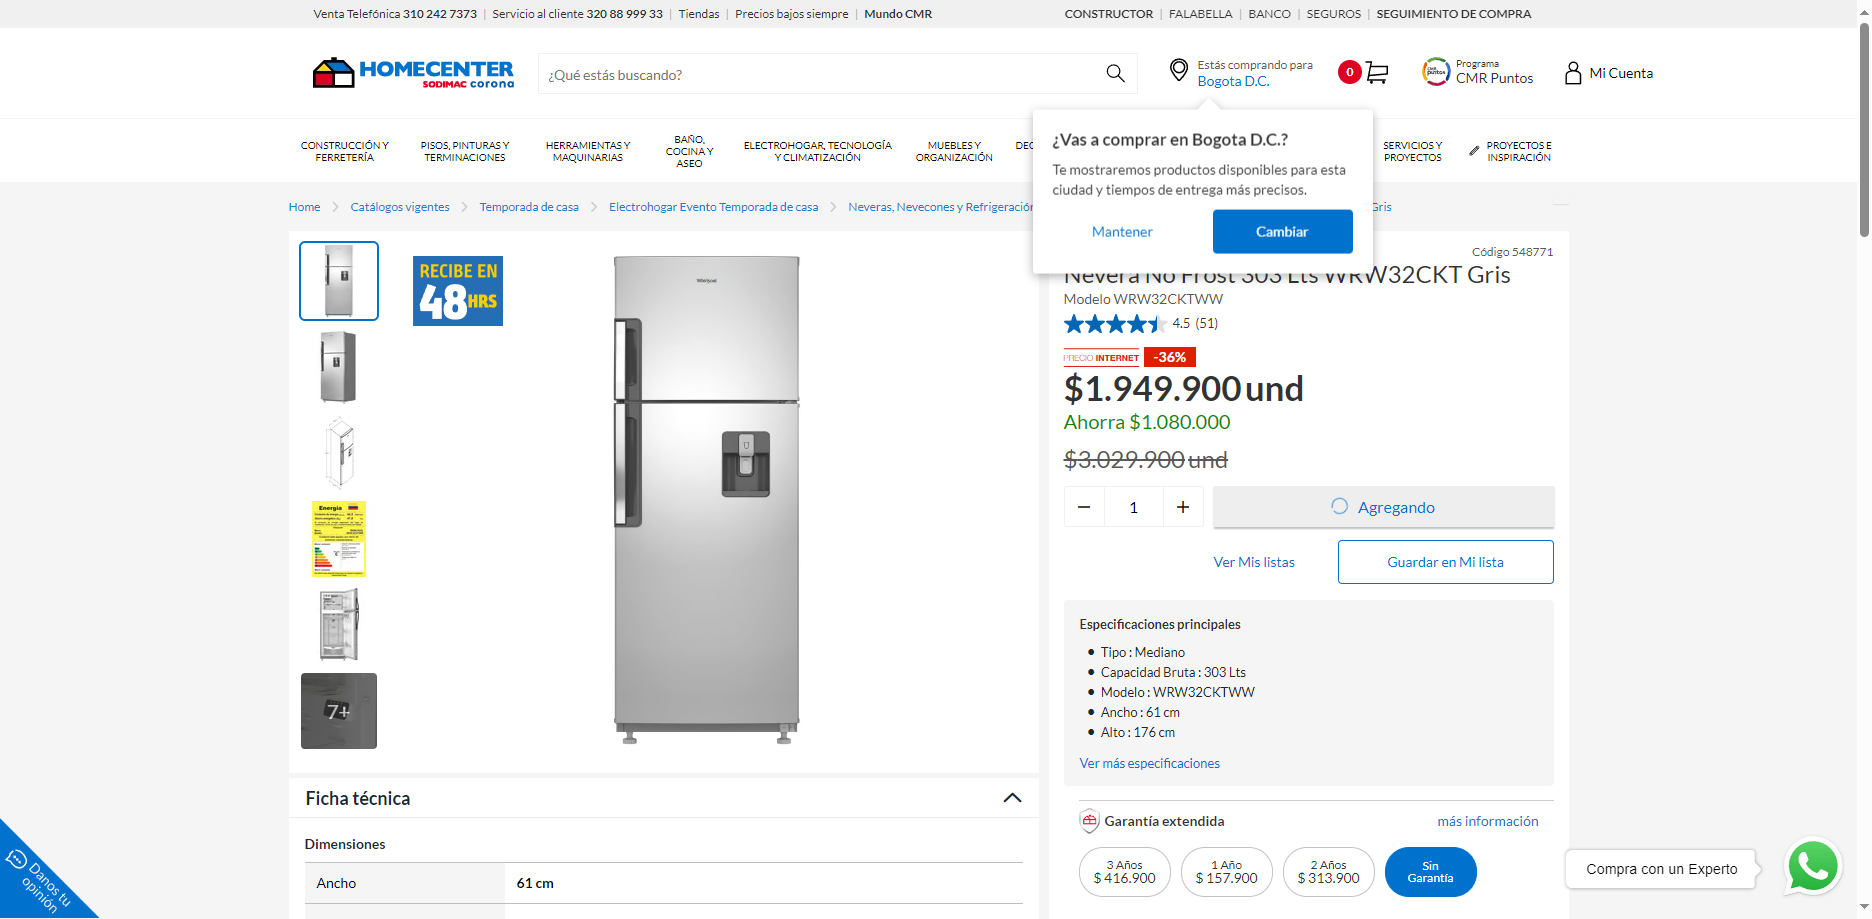 Venta Telefónica 310 242 7373 | Servicio al cliente 320 88 999 33 | Tiendas | Precios bajos siempre | Mundo CMR
CONSTRUCTOR | FALABELLA | BANCO | SEGUROS | SEGUIMIENTO DE COMPRA
HOMECENTER
SODIMAC corona
¿Qué estás buscando?
Estás comprando para
Bogota D.C.
0
Programa
CMR Puntos
Mi Cuenta
CONSTRUCCIÓN Y
FERRETERÍA
PISOS, PINTURAS Y
TERMINACIONES
HERRAMIENTAS Y
MAQUINARIAS
BAÑO,
COCINA Y
ASEO
ELECTROHOGAR, TECNOLOGÍA
Y CLIMATIZACIÓN
MUEBLES Y
ORGANIZACIÓN
SERVICIOS Y
PROYECTOS
PROYECTOS E
INSPIRACIÓN
¿Vas a comprar en Bogota D.C.?
Te mostraremos productos disponibles para esta
ciudad y tiempos de entrega más precisos.
Mantener
Cambiar
Home > Catálogos vigentes > Temporada de casa > Electrohogar Evento Temporada de casa > Neveras, Nevecones y Refrigeración
Gris
RECIBE EN
48HRS
Whirlpool
7+
Código 548771
Nevera No Frost 303 Lts WRW32CKT Gris
Modelo WRW32CKTWW
4.5 (51)
PRECIO INTERNET -36%
$1.949.900 und
Ahorra $1.080.000
$3.029.900 und
1
Agregando
Ver Mis listas
Guardar en Mi lista
Especificaciones principales
• Tipo : Mediano
• Capacidad Bruta : 303 Lts
• Modelo : WRW32CKTWW
• Ancho : 61 cm
• Alto : 176 cm
Ver más especificaciones
Garantía extendida
más información
3 Años
$ 416.900
1 Año
$ 157.900
2 Años
$ 313.900
Sin
Garantía
Ficha técnica
Dimensiones
Ancho 61 cm
Danos tu
opinión
Compra con un Experto
Energía